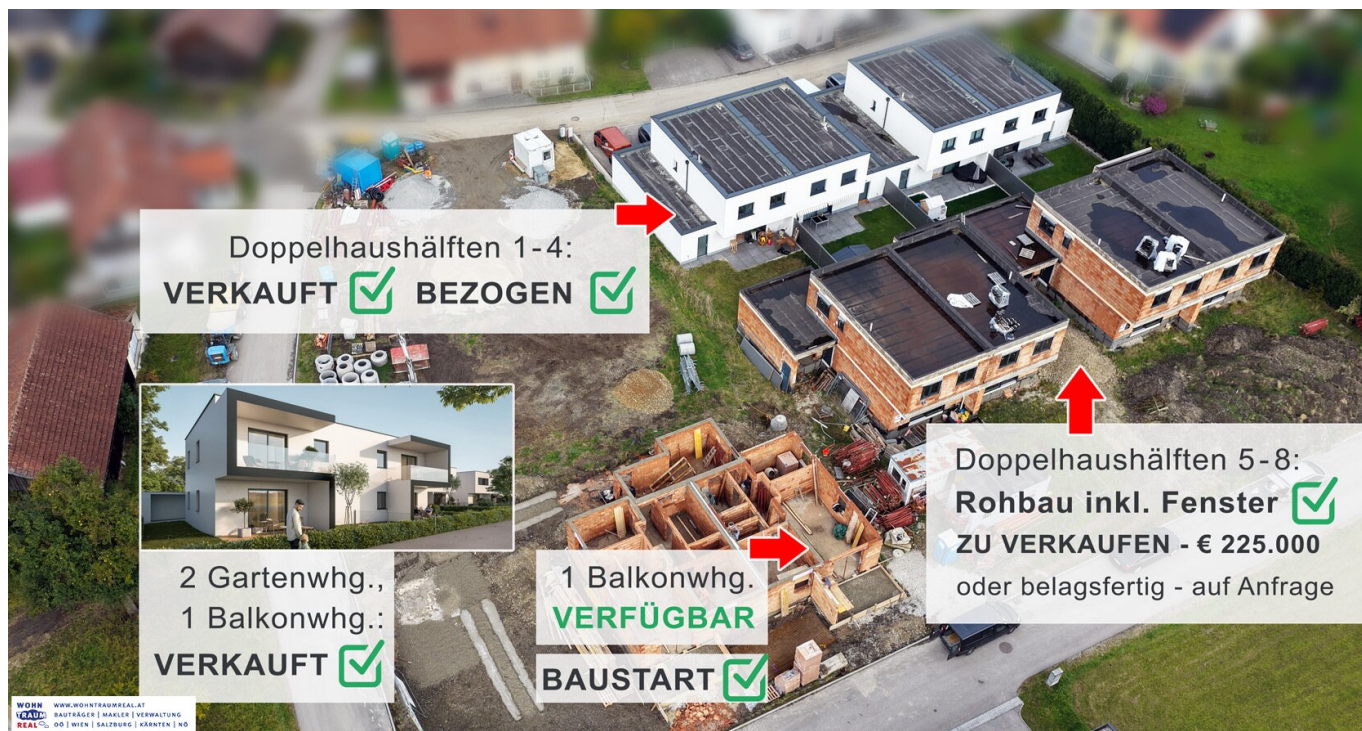 Doppelhaushälften 1-4:
VERKAUFT BEZOGEN
Doppelhaushälften 5-8:
Rohbau inkl. Fenster
ZU VERKAUFEN - € 225.000
oder belagsfertig - auf Anfrage
2 Gartenwhg.,
1 Balkonwhg.:
VERKAUFT
1 Balkonwhg.
VERFÜGBAR
BAUSTART
WOHN
TRAUM
REAL
WWW.WOHNTRAUMREAL.AT
BAUTRÄGER | MAKLER | VERWALTUNG
OÖ | WIEN | SALZBURG | KÄRNTEN | NÖ